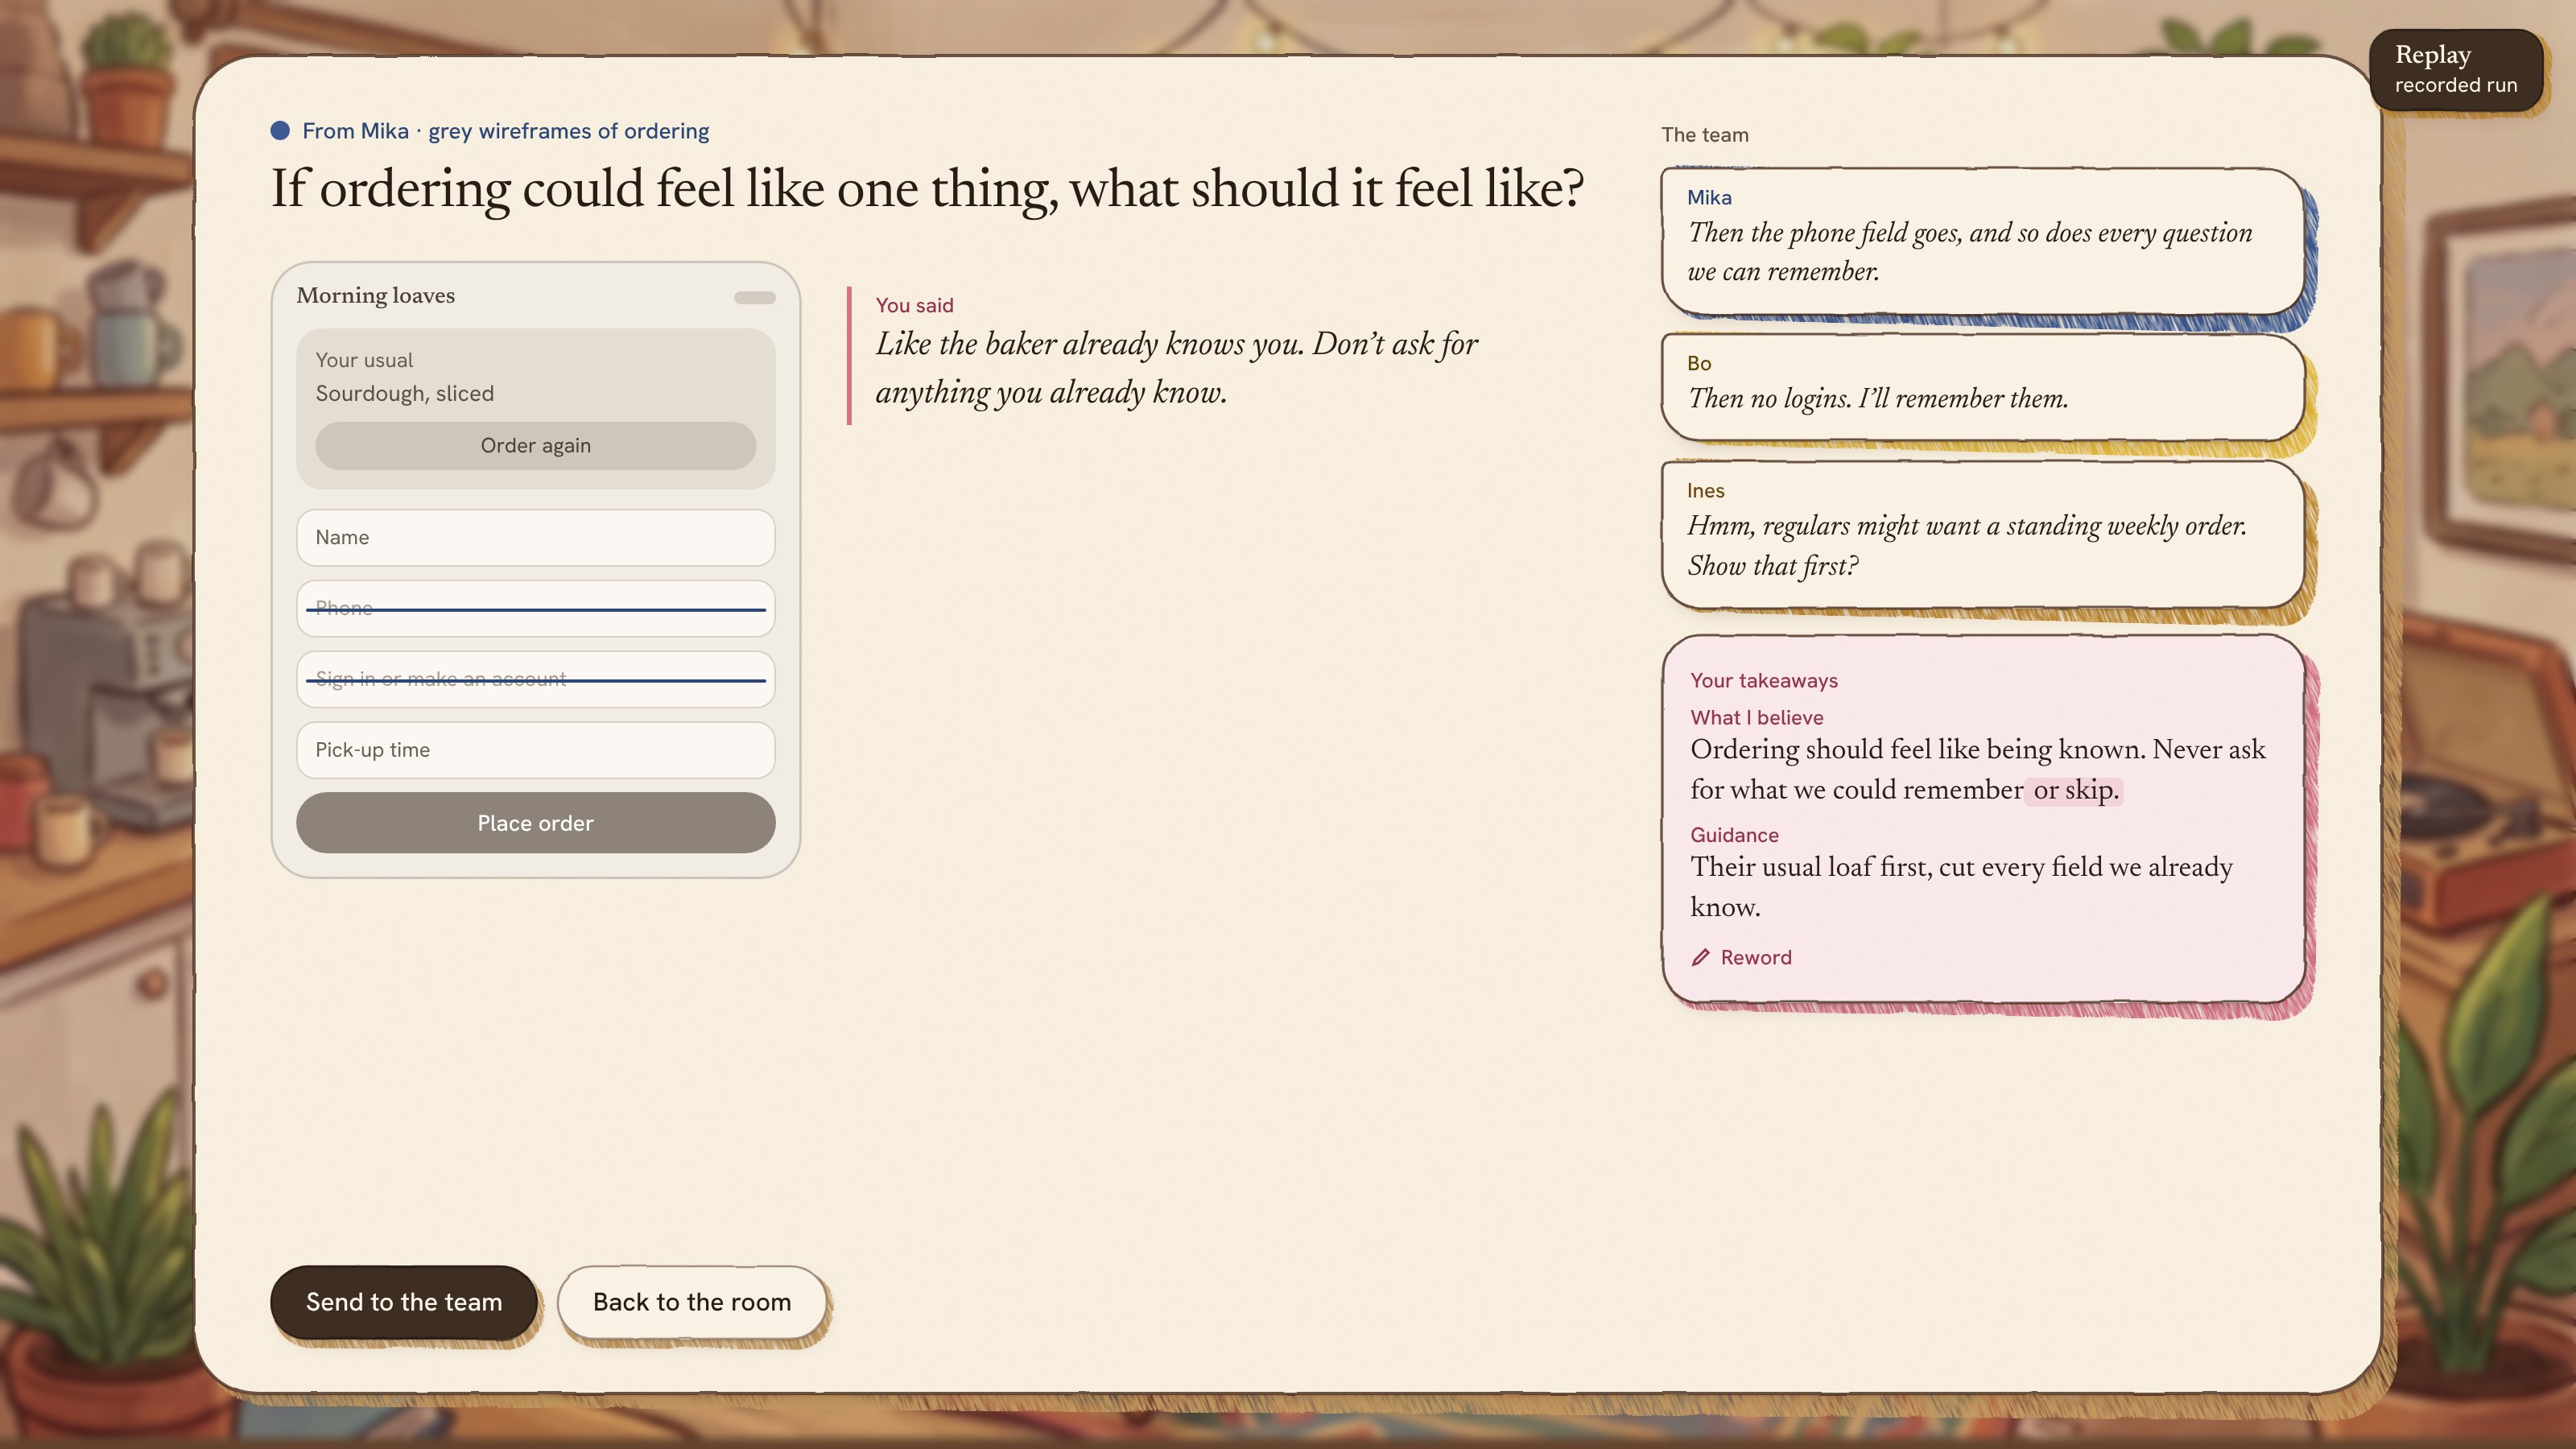 Replay
recorded run
From Mika · grey wireframes of ordering
If ordering could feel like one thing, what should it feel like?
Morning loaves
Your usual
Sourdough, sliced
Order again
Name
Phone
Sign in or make an account
Pick-up time
Place order
You said
Like the baker already knows you. Don’t ask for
anything you already know.
The team
Mika
Then the phone field goes, and so does every question
we can remember.
Bo
Then no logins. I’ll remember them.
Ines
Hmm, regulars might want a standing weekly order.
Show that first?
Your takeaways
What I believe
Ordering should feel like being known. Never ask
for what we could remember or skip.
Guidance
Their usual loaf first, cut every field we already
know.
Reword
Send to the team
Back to the room